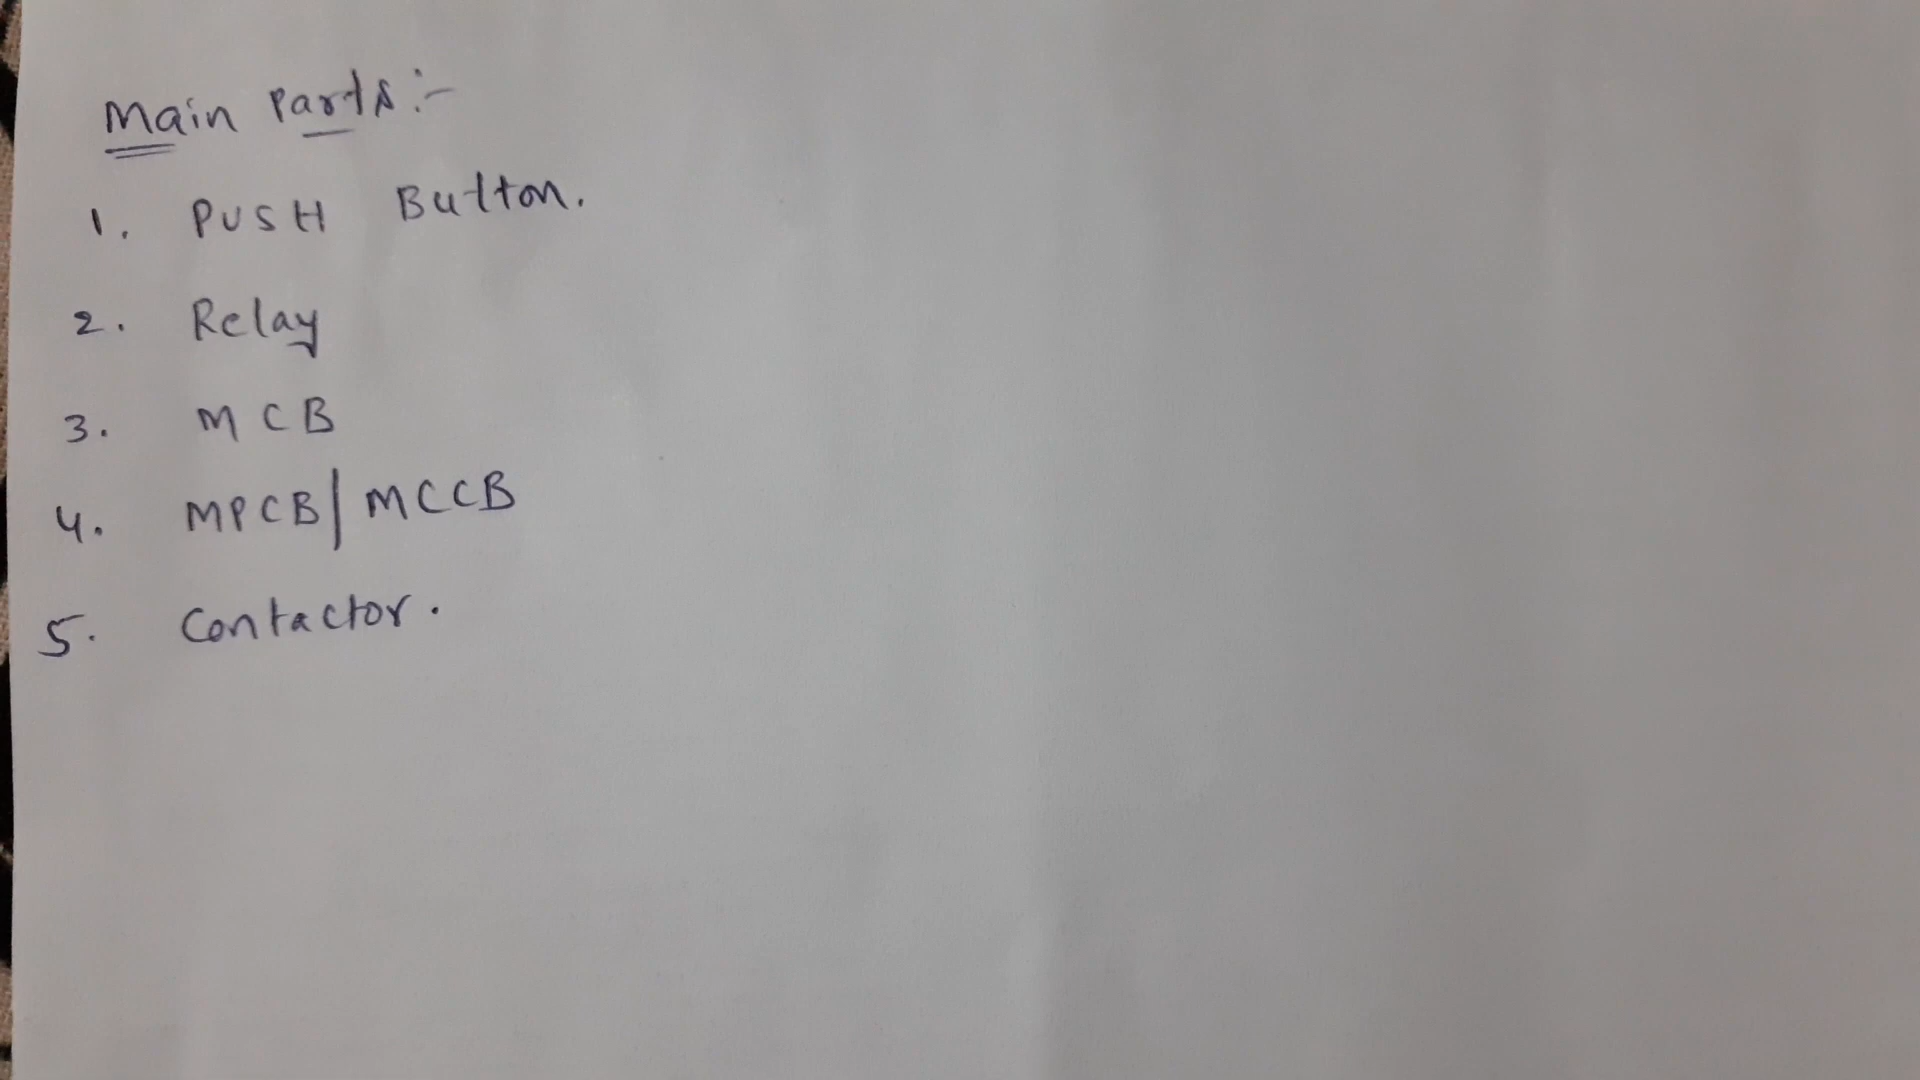 Main Parts:-
1. PUSH Button.
2. Relay
3. MCB
4. MPCB/MCCB
5. Contactor.